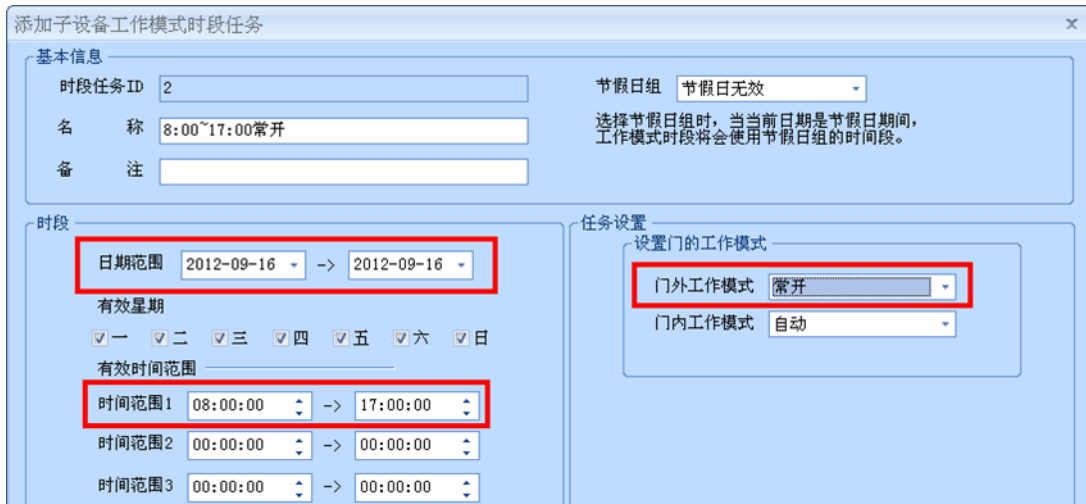 添加子设备工作模式时段任务
x
基本信息
时段任务ID 2
节假日组 节假日无效
名 称 8:00~17:00常开
选择节假日组时，当当前日期是节假日期间，
工作模式时段将会使用节假日组的时间段。
备 注
时段
日期范围 2012-09-16 -> 2012-09-16
有效星期
一 二 三 四 五 六 日
有效时间范围
时间范围1 08:00:00 -> 17:00:00
时间范围2 00:00:00 -> 00:00:00
时间范围3 00:00:00 -> 00:00:00
任务设置
设置门的工作模式
门外工作模式 常开
门内工作模式 自动